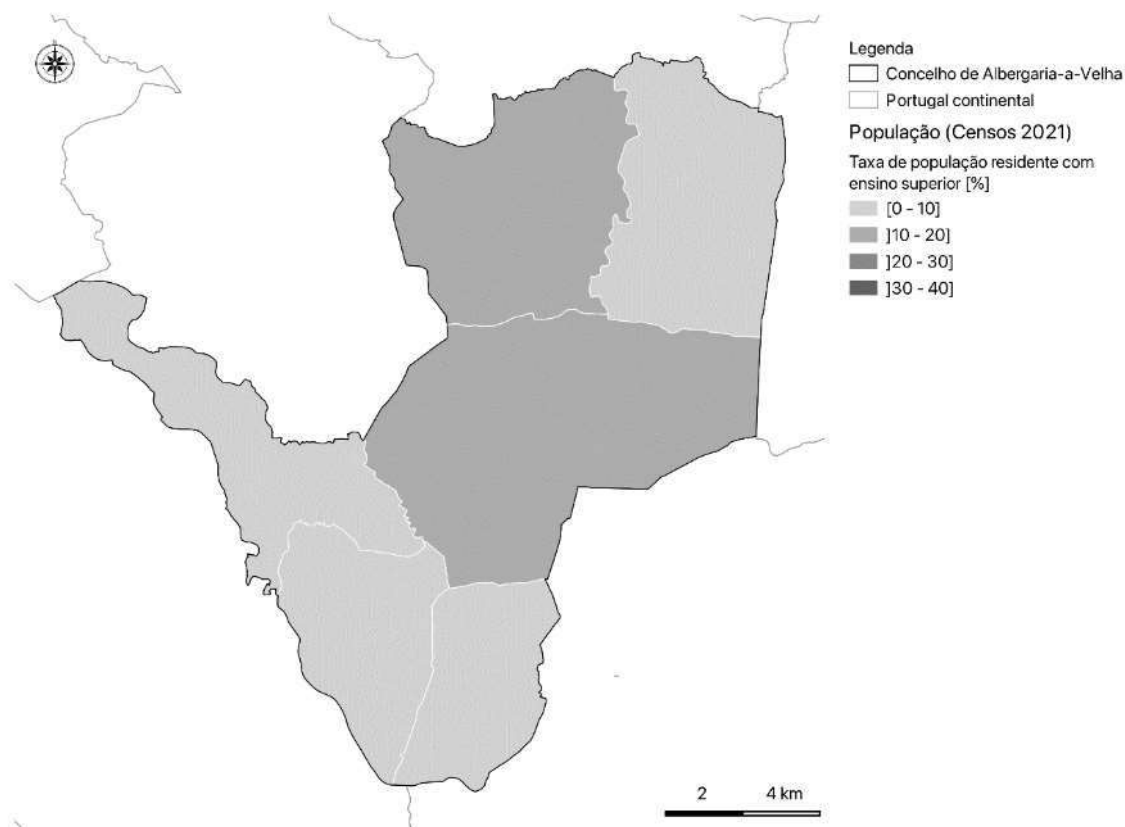 Legenda
Concelho de Albergaria-a-Velha
Portugal continental
População (Censos 2021)
Taxa de população residente com
ensino superior [%]
[0 - 10]
]10 - 20]
]20 - 30]
]30 - 40]
2 4 km